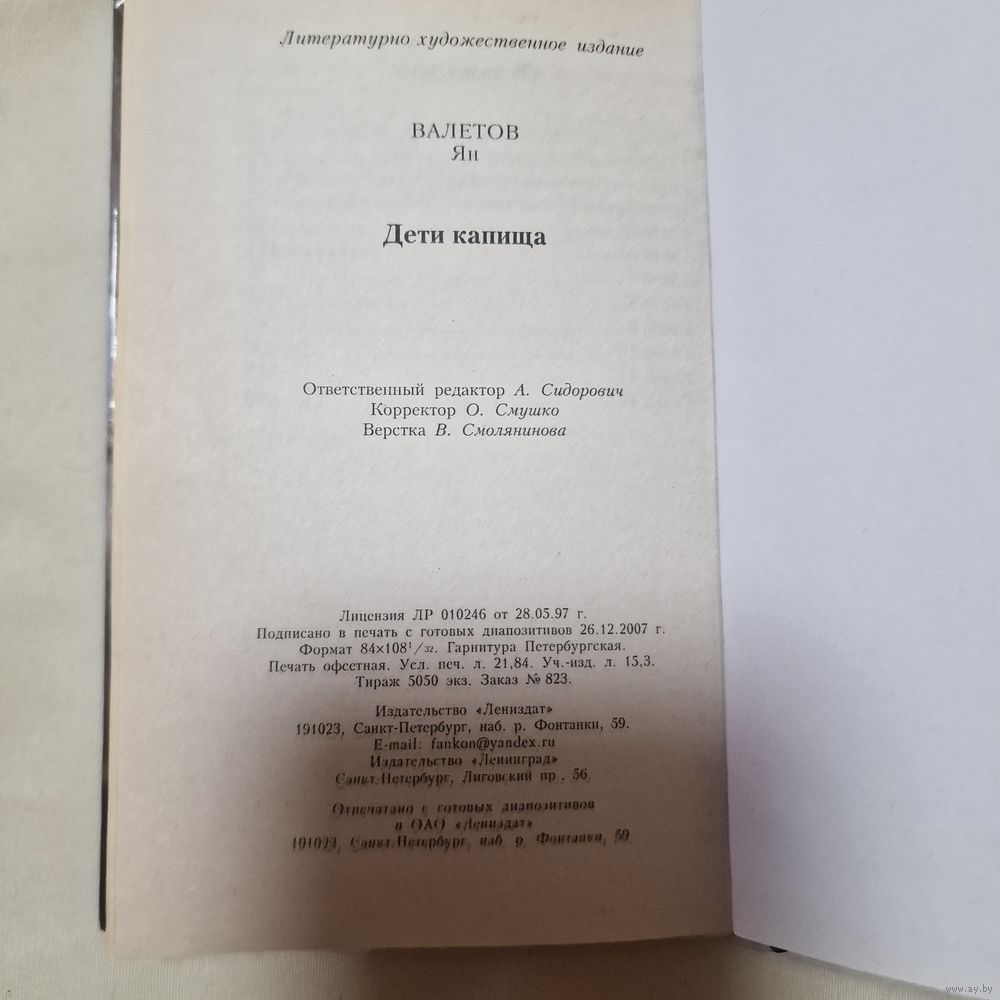 Литературно художественное издание
ВАЛЕТОВ
Ян
Дети капища
Ответственный редактор А. Сидорович
Корректор О. Смушко
Верстка В. Смолянинова
Лицензия ЛР 010246 от 28.05.97 г.
Подписано в печать с готовых диапозитивов 26.12.2007 г.
Формат 84×108¹/₃₂. Гарнитура Петербургская.
Печать офсетная. Усл. печ. л. 21,84. Уч.-изд. л. 15,3.
Тираж 5050 экз. Заказ № 823.
Издательство «Лениздат»
191023, Санкт-Петербург, наб. р. Фонтанки, 59.
E-mail: fankon@yandex.ru
Издательство «Ленинград»
Санкт-Петербург, Лиговский пр. 56.
Отпечатано с готовых диапозитивов
в ОАО «Лениздат»
191023, Санкт-Петербург, наб. р. Фонтанки, 59.
www.ay.by